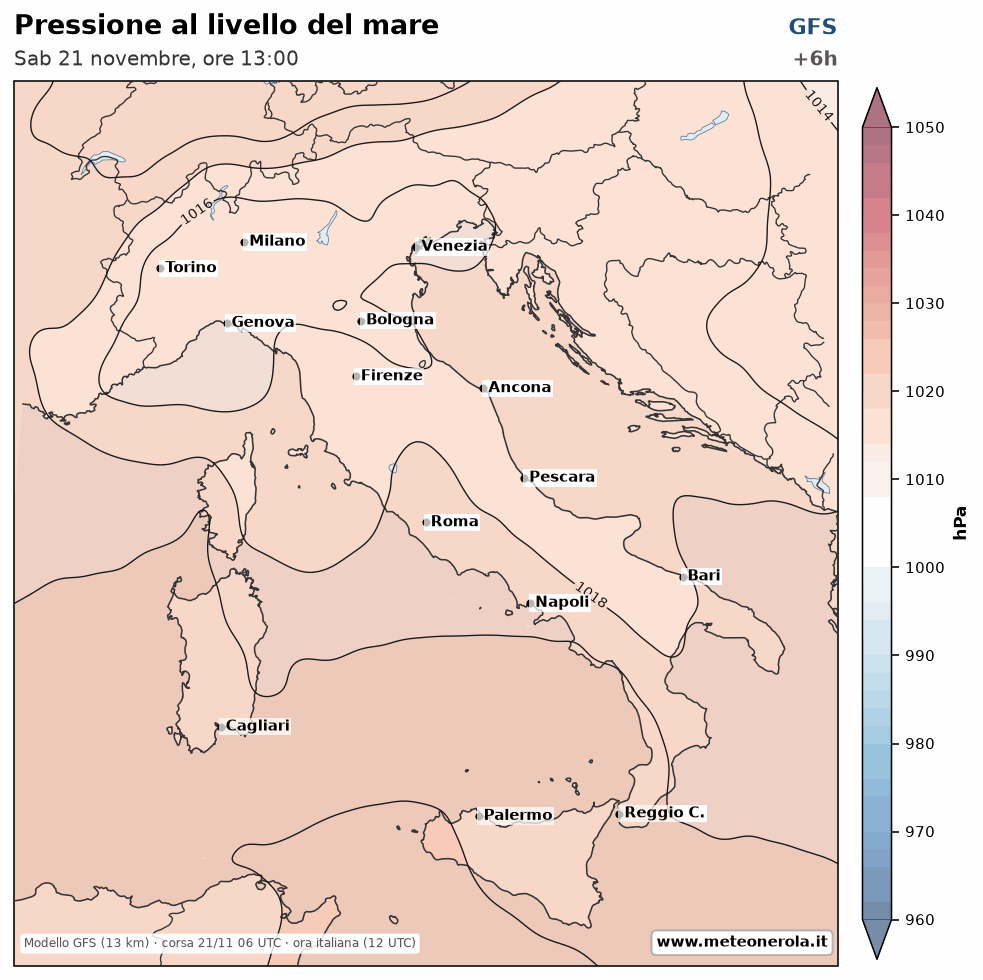 Pressione al livello del mare
GFS
Sab 21 novembre, ore 13:00
+6h
1014
1050
1016
1040
Milano
Venezia
Torino
1030
Genova
Bologna
Firenze
Ancona
1020
Pescara
1010
Roma
hPa
Bari
1000
1018
Napoli
990
Cagliari
980
Palermo
Reggio C.
970
960
Modello GFS (13 km) · corsa 21/11 06 UTC · ora italiana (12 UTC)
www.meteonerola.it